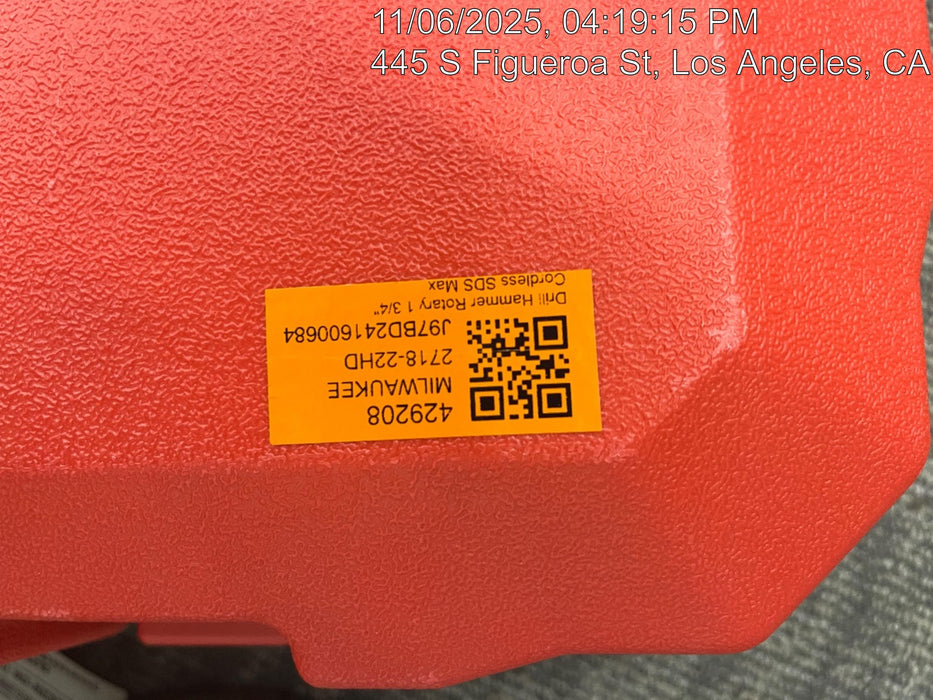 11/06/2025, 04:19:15 PM
445 S Figueroa St, Los Angeles, CA
429208
MILWAUKEE
2718-22HD
J97BD241600684
Drill Hammer Rotary 1 3/4"
Cordless SDS Max